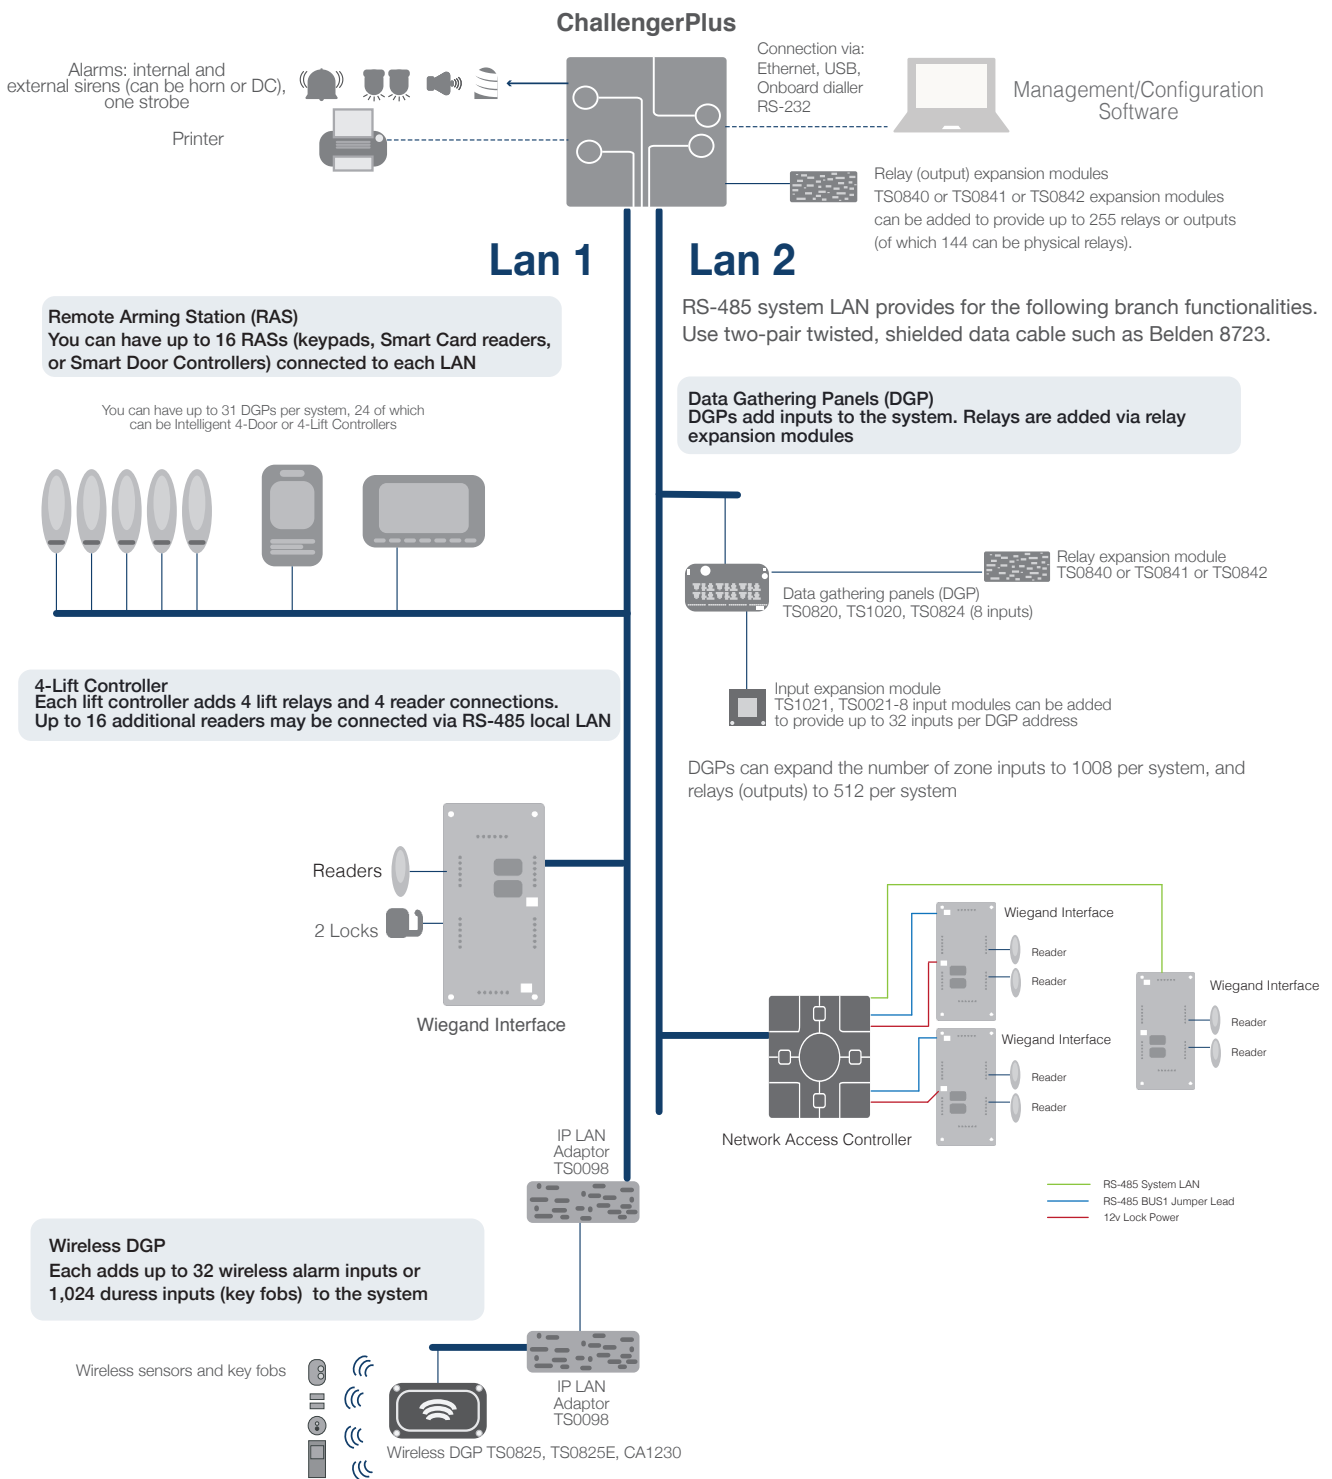 ChallengerPlus
Alarms: internal and
external sirens (can be horn or DC),
one strobe
Printer
Connection via:
Ethernet, USB,
Onboard dialler
RS-232
Management/Configuration
Software
Relay (output) expansion modules
TS0840 or TS0841 or TS0842 expansion modules
can be added to provide up to 255 relays or outputs
(of which 144 can be physical relays).
Lan 1
Lan 2
RS-485 system LAN provides for the following branch functionalities.
Use two-pair twisted, shielded data cable such as Belden 8723.
Remote Arming Station (RAS)
You can have up to 16 RASs (keypads, Smart Card readers,
or Smart Door Controllers) connected to each LAN
You can have up to 31 DGPs per system, 24 of which
can be Intelligent 4-Door or 4-Lift Controllers
Data Gathering Panels (DGP)
DGPs add inputs to the system. Relays are added via relay
expansion modules
Relay expansion module
TS0840 or TS0841 or TS0842
Data gathering panels (DGP)
TS0820, TS1020, TS0824 (8 inputs)
Input expansion module
TS1021, TS0021-8 input modules can be added
to provide up to 32 inputs per DGP address
4-Lift Controller
Each lift controller adds 4 lift relays and 4 reader connections.
Up to 16 additional readers may be connected via RS-485 local LAN
DGPs can expand the number of zone inputs to 1008 per system, and
relays (outputs) to 512 per system
Readers
2 Locks
Wiegand Interface
Wiegand Interface
Reader
Reader
Wiegand Interface
Reader
Reader
Wiegand Interface
Reader
Reader
Network Access Controller
RS-485 System LAN
RS-485 BUS1 Jumper Lead
12v Lock Power
IP LAN
Adaptor
TS0098
Wireless DGP
Each adds up to 32 wireless alarm inputs or
1,024 duress inputs (key fobs) to the system
Wireless sensors and key fobs
IP LAN
Adaptor
TS0098
Wireless DGP TS0825, TS0825E, CA1230